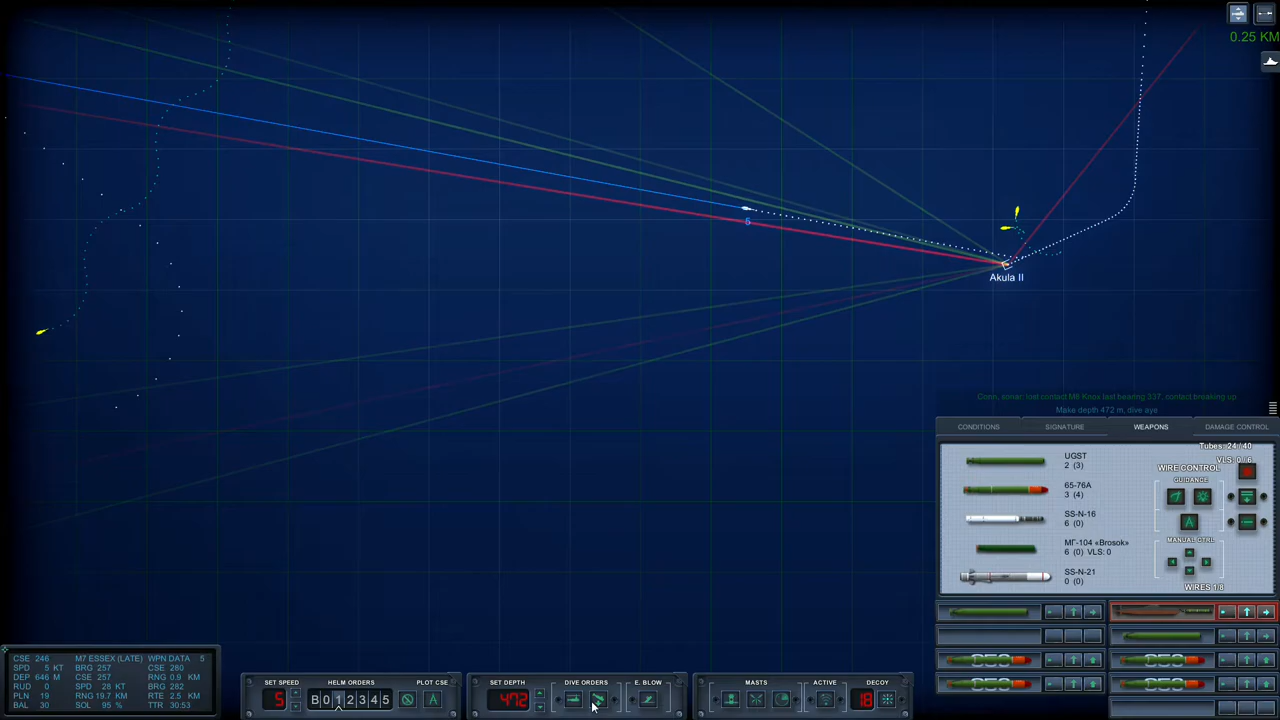 0.25 KM
5
Akula II
Conn, sonar: lost contact M6 Knox last bearing 337, contact breaking up
Make depth 472 m, dive aye
CONDITIONS SIGNATURE WEAPONS DAMAGE CONTROL
Tubes: 24 / 40
VLS: 0 / 6
UGST
2 (3)
65-76A
3 (4)
SS-N-16
6 (0)
МГ-104 «Brosok»
6 (0) VLS: 0
SS-N-21
0 (0)
WIRE CONTROL
GUIDANCE
MANUAL CTRL
WIRES 1/8
CSE 246 M7 ESSEX (LATE) WPN DATA 5
SPD 5 KT BRG 257 CSE 280
DEP 646 M CSE 257 RNG 0.9 KM
RUD 0 SPD 28 KT BRG 282
PLN 19 RNG 19.7 KM RTE 2.5 KM
BAL 30 SOL 95 % TTR 30:53
SET SPEED HELM ORDERS PLOT CSE
5 B 0 1 2 3 4 5 A
SET DEPTH DIVE ORDERS E. BLOW
472
MASTS ACTIVE DECOY
18